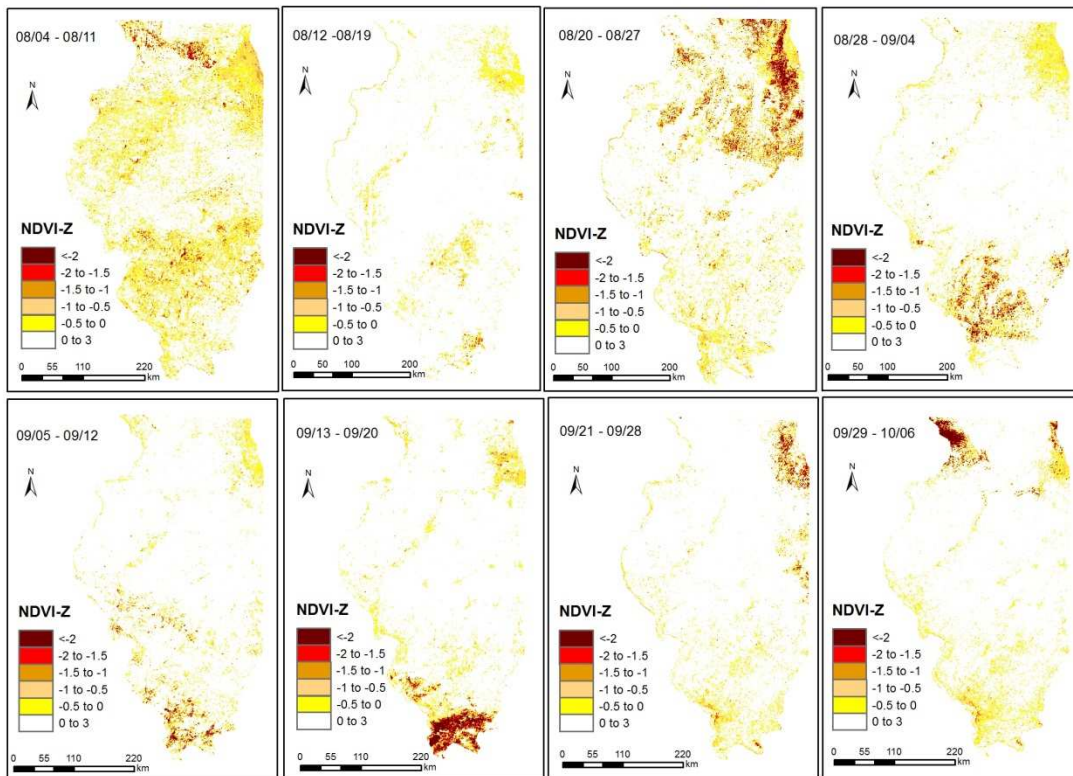 08/04 - 08/11
N
NDVI-Z
<-2
-2 to -1.5
-1.5 to -1
-1 to -0.5
-0.5 to 0
0 to 3
0 55 110 220
km
08/12 -08/19
N
NDVI-Z
<-2
-2 to -1.5
-1.5 to -1
-1 to -0.5
-0.5 to 0
0 to 3
0 50 100 200
km
08/20 - 08/27
N
NDVI-Z
<-2
-2 to -1.5
-1.5 to -1
-1 to -0.5
-0.5 to 0
0 to 3
0 50 100 200
km
08/28 - 09/04
N
NDVI-Z
<-2
-2 to -1.5
-1.5 to -1
-1 to -0.5
-0.5 to 0
0 to 3
0 50 100 200
km
09/05 - 09/12
N
NDVI-Z
<-2
-2 to -1.5
-1.5 to -1
-1 to -0.5
-0.5 to 0
0 to 3
0 55 110 220
km
09/13 - 09/20
N
NDVI-Z
<-2
-2 to -1.5
-1.5 to -1
-1 to -0.5
-0.5 to 0
0 to 3
0 55 110 220
km
09/21 - 09/28
N
NDVI-Z
<-2
-2 to -1.5
-1.5 to -1
-1 to -0.5
-0.5 to 0
0 to 3
0 55 110 220
km
09/29 - 10/06
N
NDVI-Z
<-2
-2 to -1.5
-1.5 to -1
-1 to -0.5
-0.5 to 0
0 to 3
0 55 110 220
km